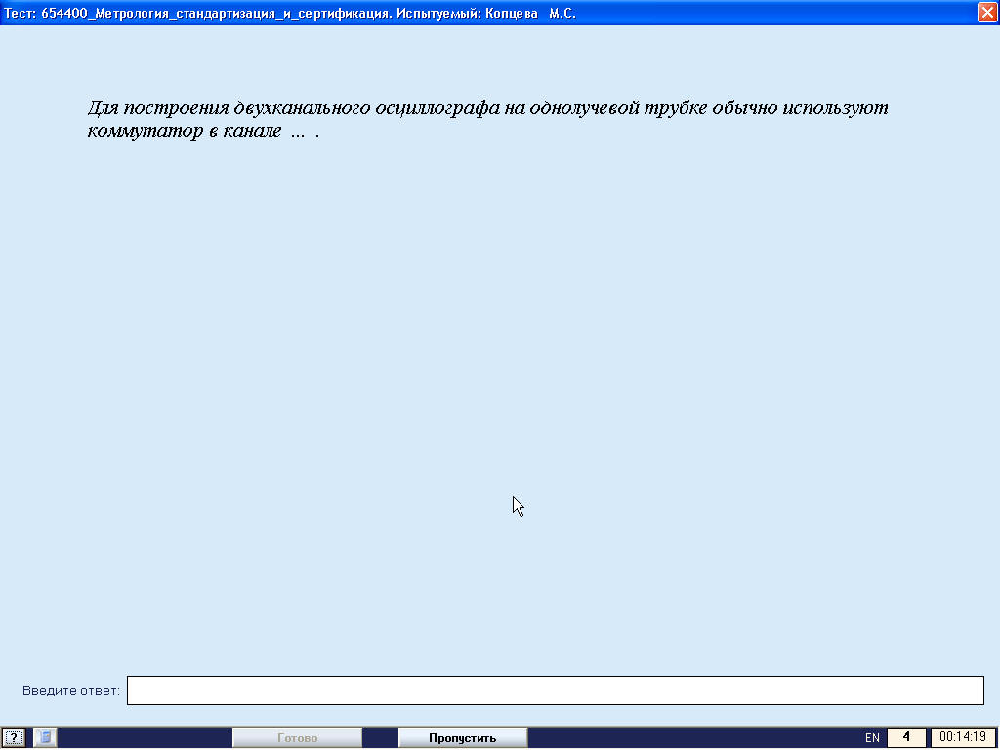 Тест: 654400_Метрология_стандартизация_и_сертификация. Испытуемый: Копцева М.С.
Для построения двухканального осциллографа на однолучевой трубке обычно используют
коммутатор в канале ... .
Введите ответ:
? Готово Пропустить EN 4 00:14:19